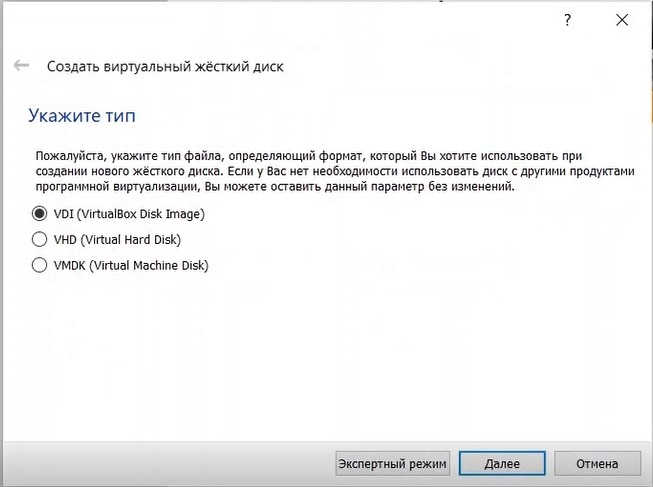 ?
Создать виртуальный жёсткий диск
Укажите тип
Пожалуйста, укажите тип файла, определяющий формат, который Вы хотите использовать при
создании нового жёсткого диска. Если у Вас нет необходимости использовать диск с другими продуктами
программной виртуализации, Вы можете оставить данный параметр без изменений.
VDI (VirtualBox Disk Image)
VHD (Virtual Hard Disk)
VMDK (Virtual Machine Disk)
Экспертный режим Далее Отмена